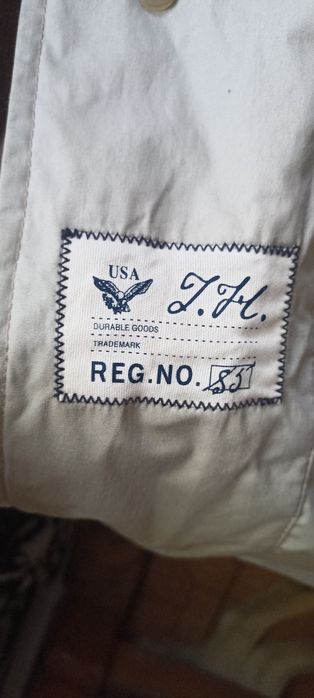 USA
T.H.
DURABLE GOODS
TRADEMARK
REG.NO. 85